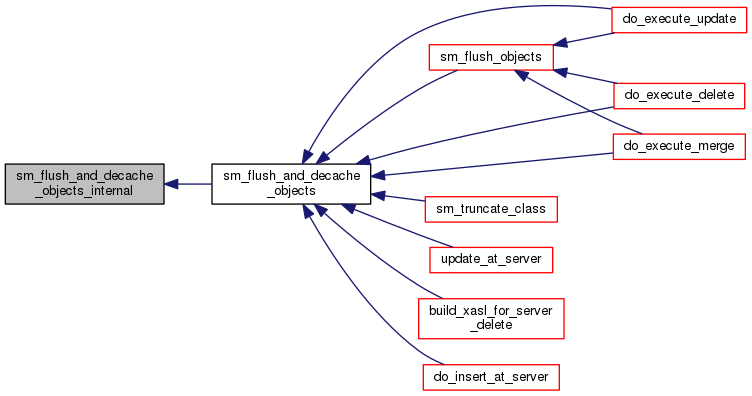 do_execute_update
sm_flush_objects
do_execute_delete
do_execute_merge
sm_flush_and_decache
_objects_internal
sm_flush_and_decache
_objects
sm_truncate_class
update_at_server
build_xasl_for_server
_delete
do_insert_at_server